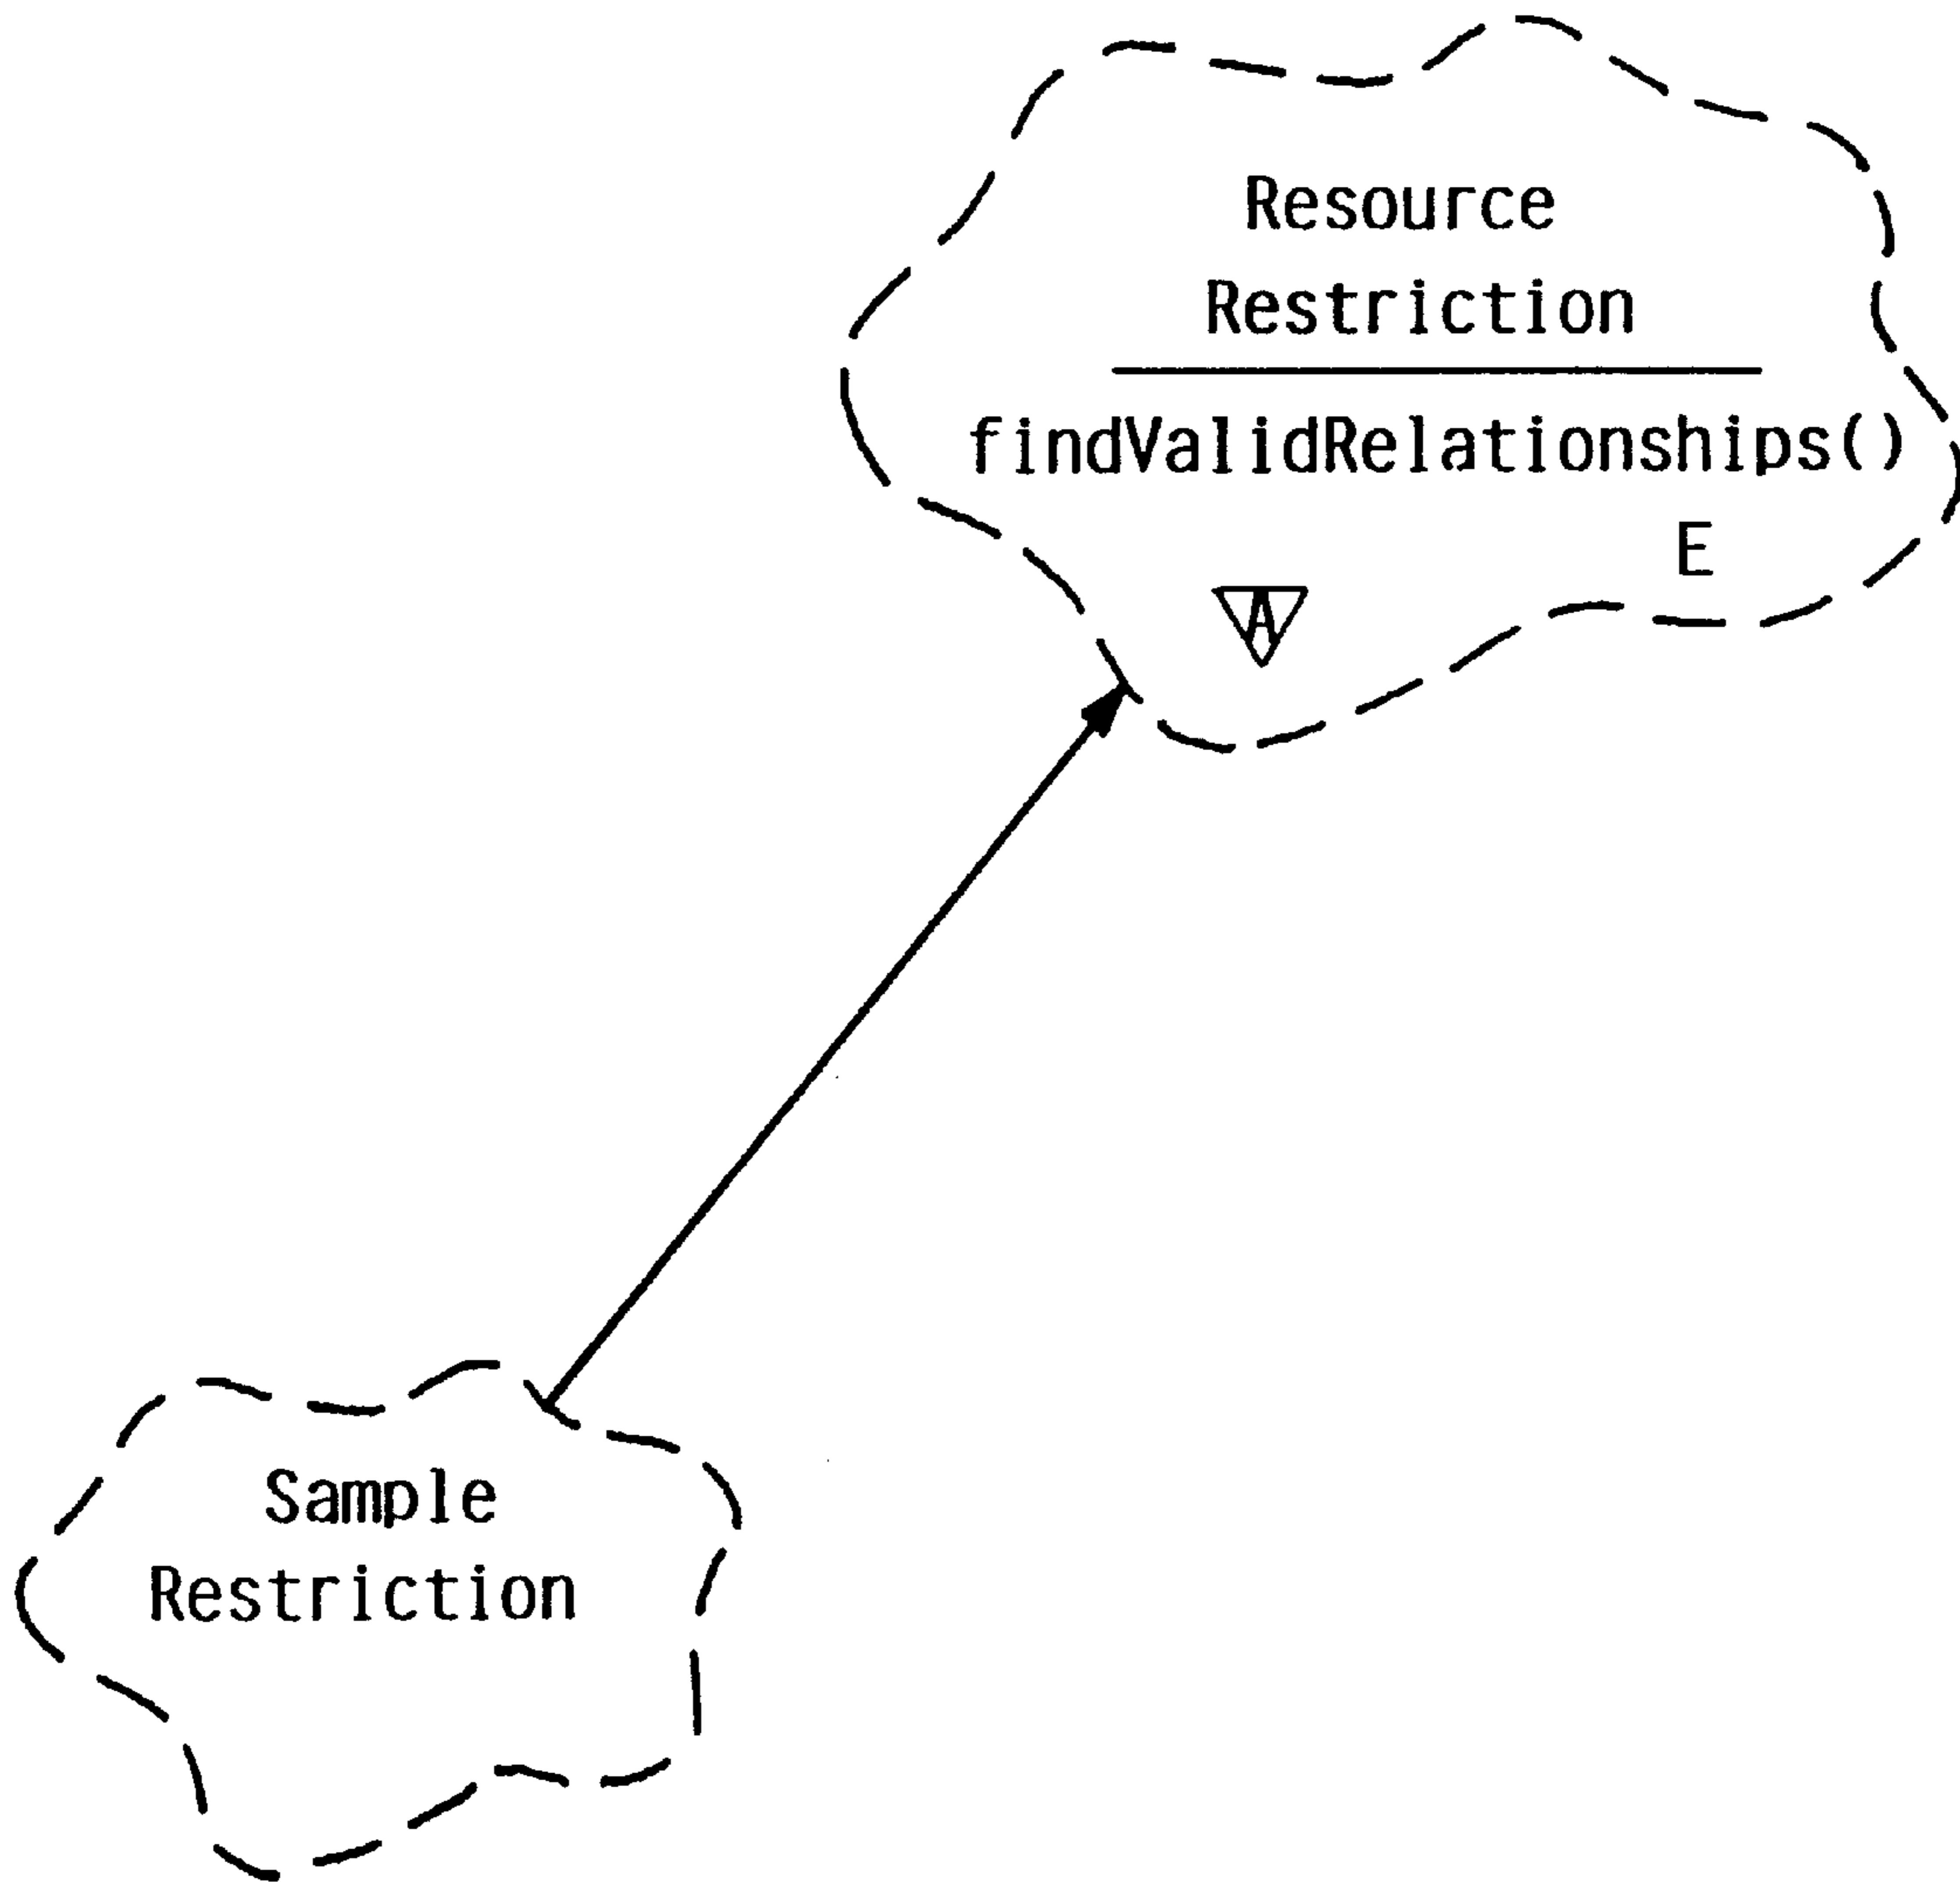 Resource
Restriction
findValidRelationships()
E
A
Sample
Restriction